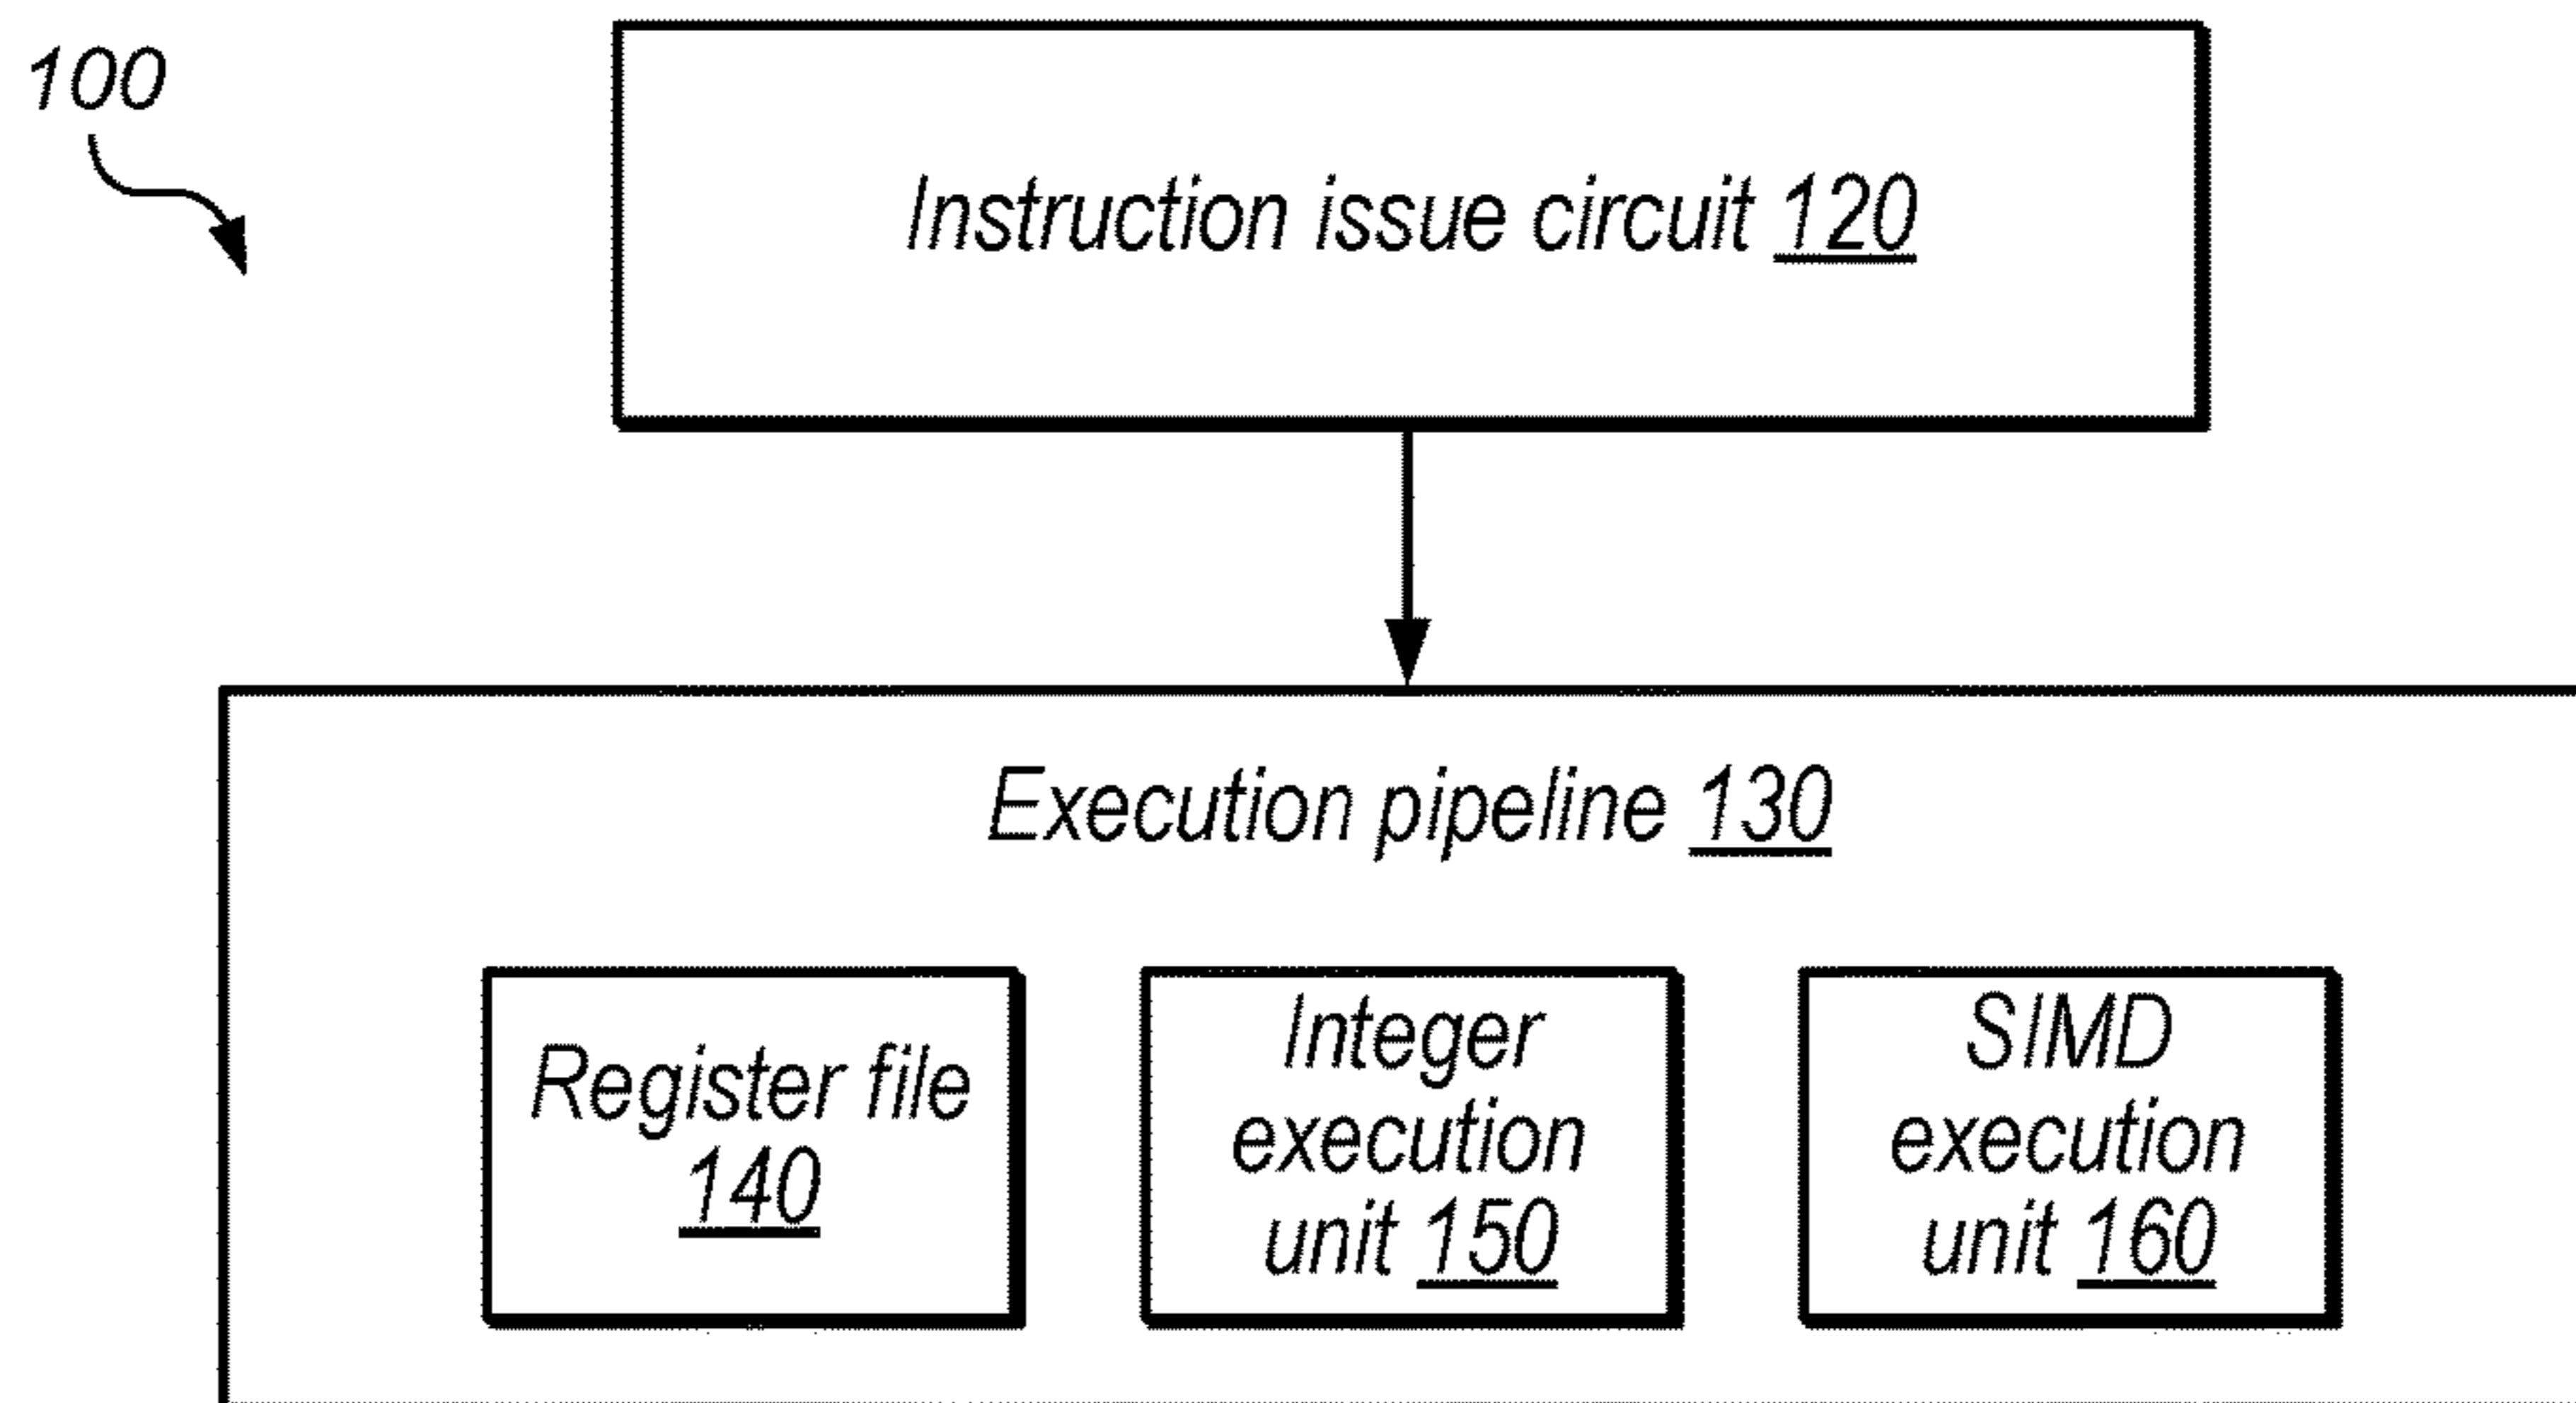 100
Instruction issue circuit 120
Execution pipeline 130
Register file
140
Integer
execution
unit 150
SIMD
execution
unit 160